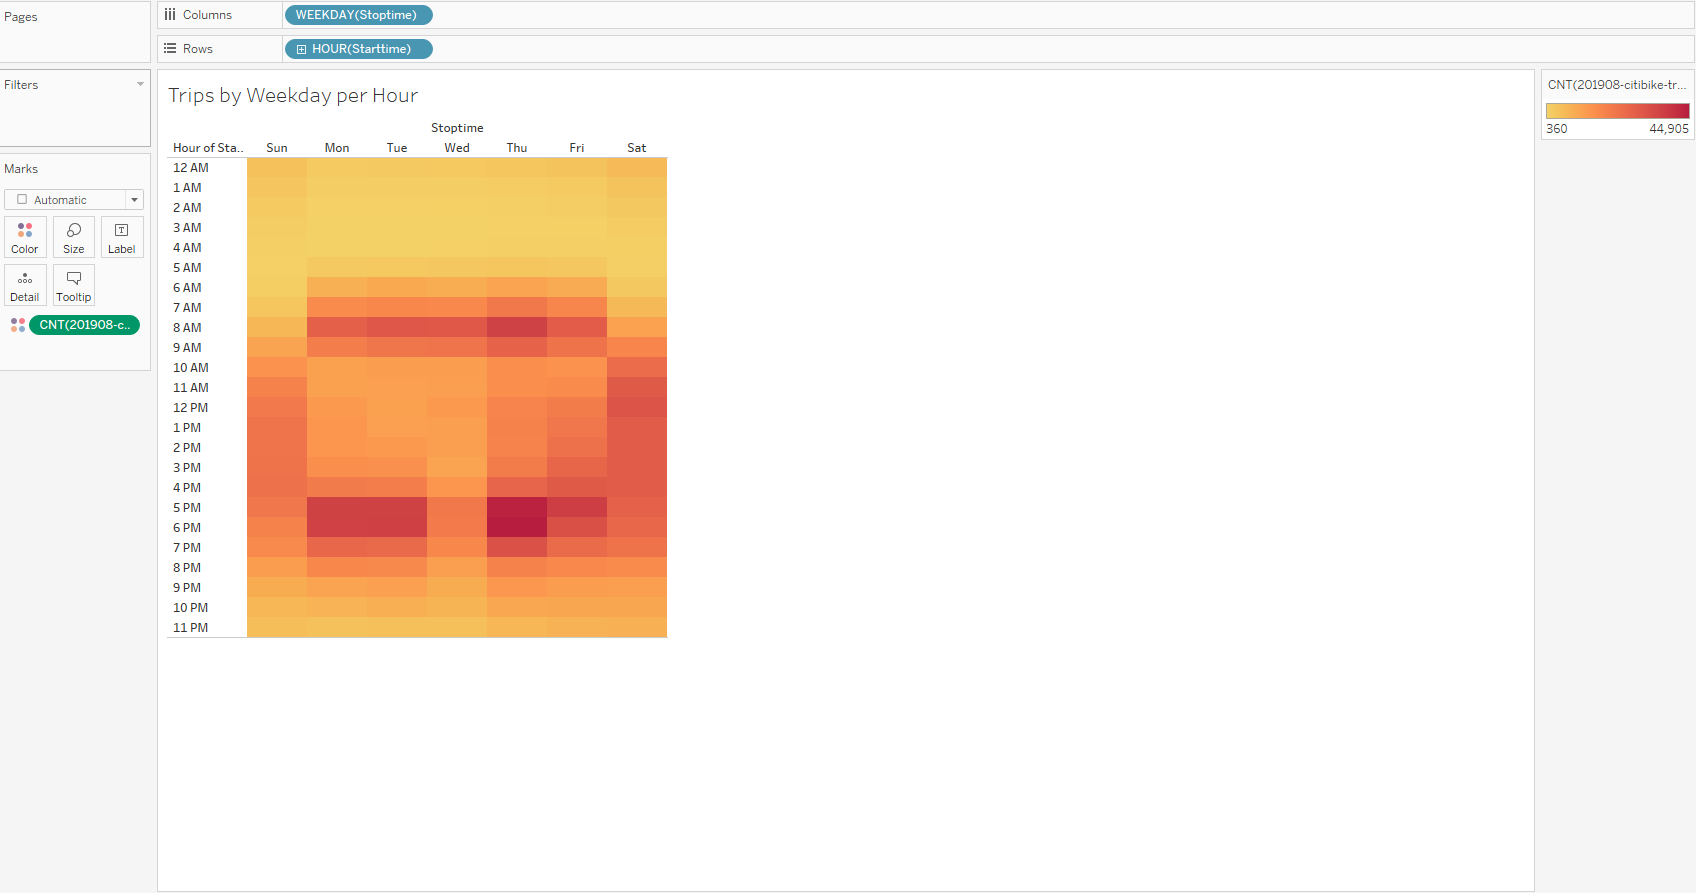 Pages
Columns
WEEKDAY(Stoptime)
Rows
HOUR(Starttime)
Filters
Marks
Automatic
Color
Size
Label
Detail
Tooltip
CNT(201908-c..
Trips by Weekday per Hour
Stoptime
Hour of Sta.. Sun Mon Tue Wed Thu Fri Sat
12 AM
1 AM
2 AM
3 AM
4 AM
5 AM
6 AM
7 AM
8 AM
9 AM
10 AM
11 AM
12 PM
1 PM
2 PM
3 PM
4 PM
5 PM
6 PM
7 PM
8 PM
9 PM
10 PM
11 PM
CNT(201908-citibike-tr...
360 44,905